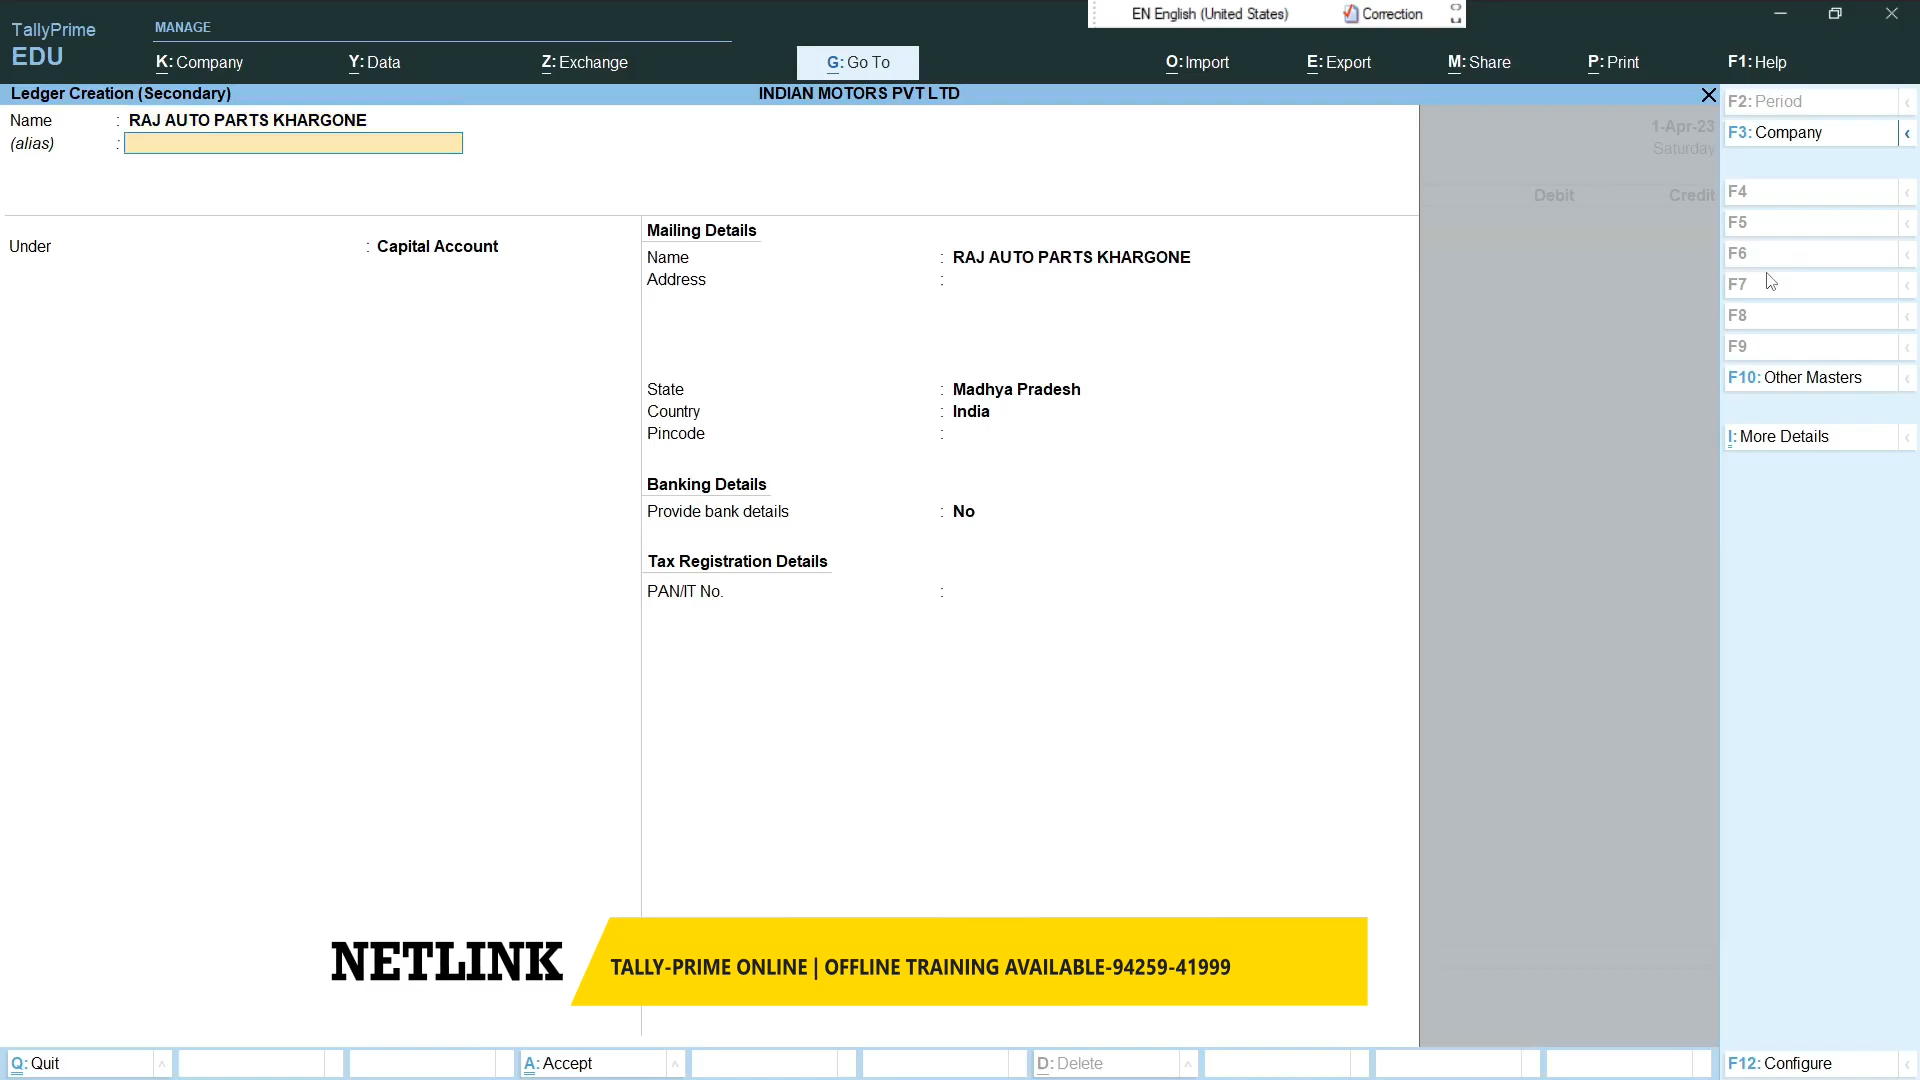 EN English (United States) Correction
TallyPrime
EDU
MANAGE
K: Company Y: Data Z: Exchange G: Go To O: Import E: Export M: Share P: Print F1: Help
Ledger Creation (Secondary) INDIAN MOTORS PVT LTD
Name : RAJ AUTO PARTS KHARGONE
(alias) :
1-Apr-23
Saturday
Debit Credit
Under : Capital Account
Mailing Details
Name : RAJ AUTO PARTS KHARGONE
Address :
State : Madhya Pradesh
Country : India
Pincode :
Banking Details
Provide bank details : No
Tax Registration Details
PAN/IT No. :
F2: Period
F3: Company
F4
F5
F6
F7
F8
F9
F10: Other Masters
I: More Details
NETLINK
TALLY-PRIME ONLINE | OFFLINE TRAINING AVAILABLE-94259-41999
Q: Quit A: Accept D: Delete F12: Configure